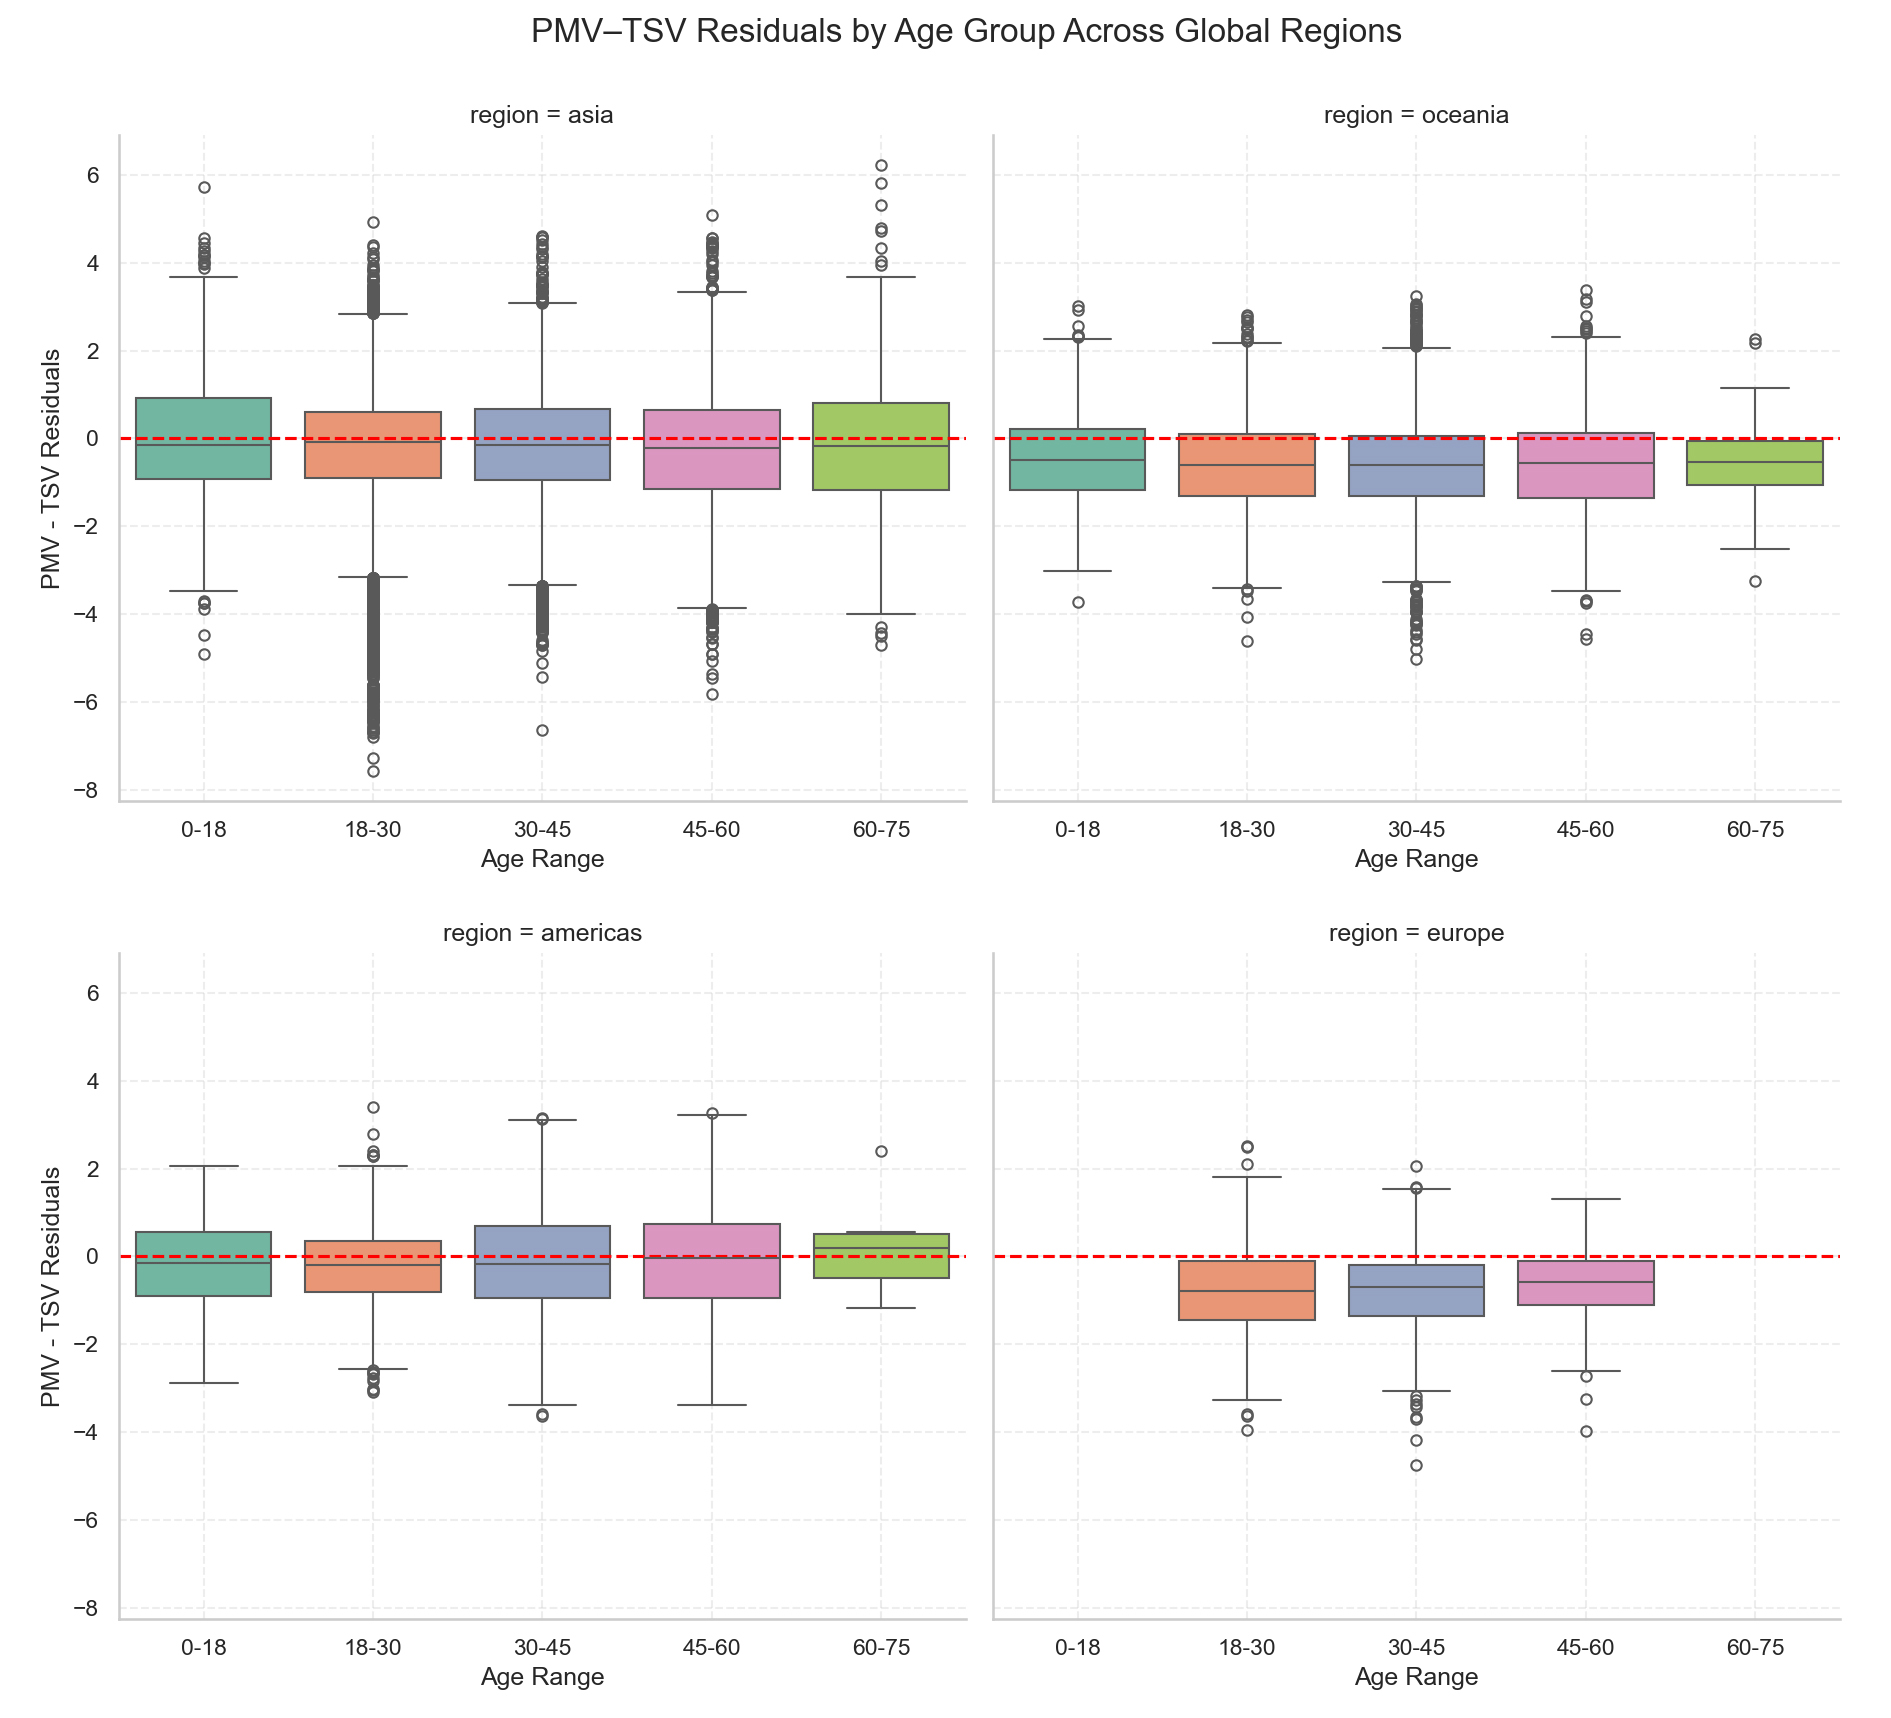 PMV–TSV Residuals by Age Group Across Global Regions
region = asia
PMV - TSV Residuals
6
4
2
0
−2
−4
−6
−8
0-18 18-30 30-45 45-60 60-75
Age Range
region = oceania
0-18 18-30 30-45 45-60 60-75
Age Range
region = americas
PMV - TSV Residuals
6
4
2
0
−2
−4
−6
−8
0-18 18-30 30-45 45-60 60-75
Age Range
region = europe
0-18 18-30 30-45 45-60 60-75
Age Range